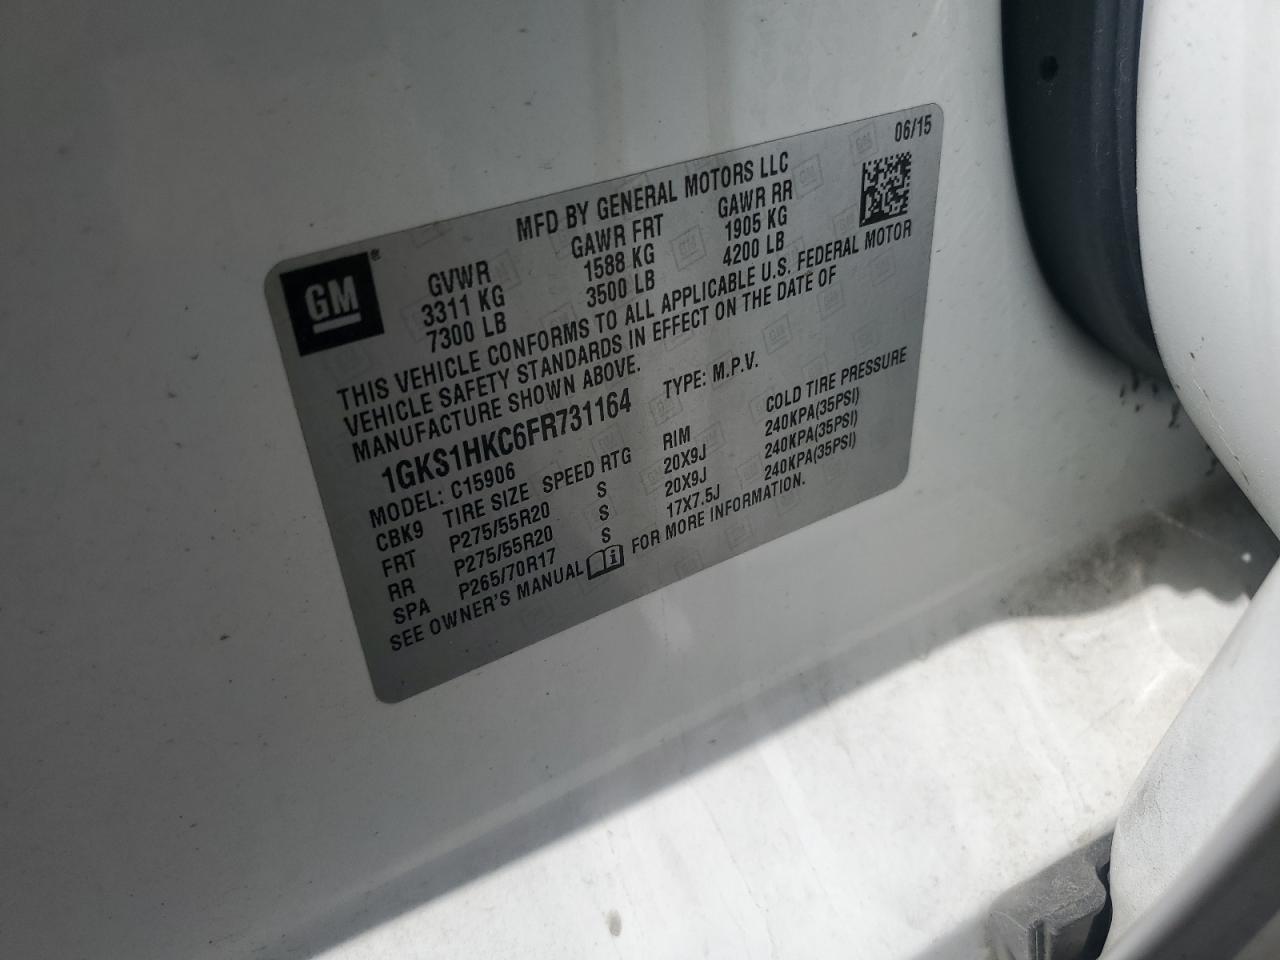 06/15
MFD BY GENERAL MOTORS LLC
GM®
GVWR GAWR FRT GAWR RR
3311 KG 1588 KG 1905 KG
7300 LB 3500 LB 4200 LB
THIS VEHICLE CONFORMS TO ALL APPLICABLE U.S. FEDERAL MOTOR
VEHICLE SAFETY STANDARDS IN EFFECT ON THE DATE OF
MANUFACTURE SHOWN ABOVE.
1GKS1HKC6FR731164 TYPE: M.P.V.
MODEL: C15906
CBK9 TIRE SIZE SPEED RTG RIM COLD TIRE PRESSURE
FRT P275/55R20 S 20X9J 240KPA(35PSI)
RR P275/55R20 S 20X9J 240KPA(35PSI)
SPA P265/70R17 S 17X7.5J 240KPA(35PSI)
SEE OWNER'S MANUAL i FOR MORE INFORMATION.